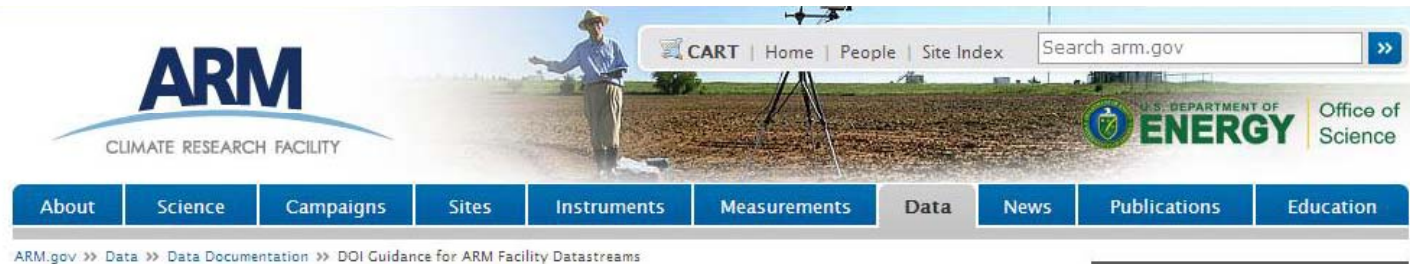 CART | Home | People | Site Index
Search arm.gov
ARM
CLIMATE RESEARCH FACILITY
U.S. DEPARTMENT OF
ENERGY
Office of
Science
About Science Campaigns Sites Instruments Measurements Data News Publications Education
ARM.gov >> Data >> Data Documentation >> DOI Guidance for ARM Facility Datastreams